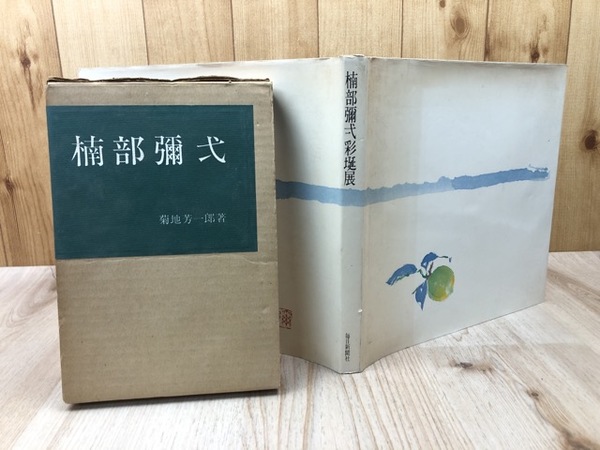 楠部彌弌
菊地芳一郎著
楠部彌弌彩埏展
毎日新聞社